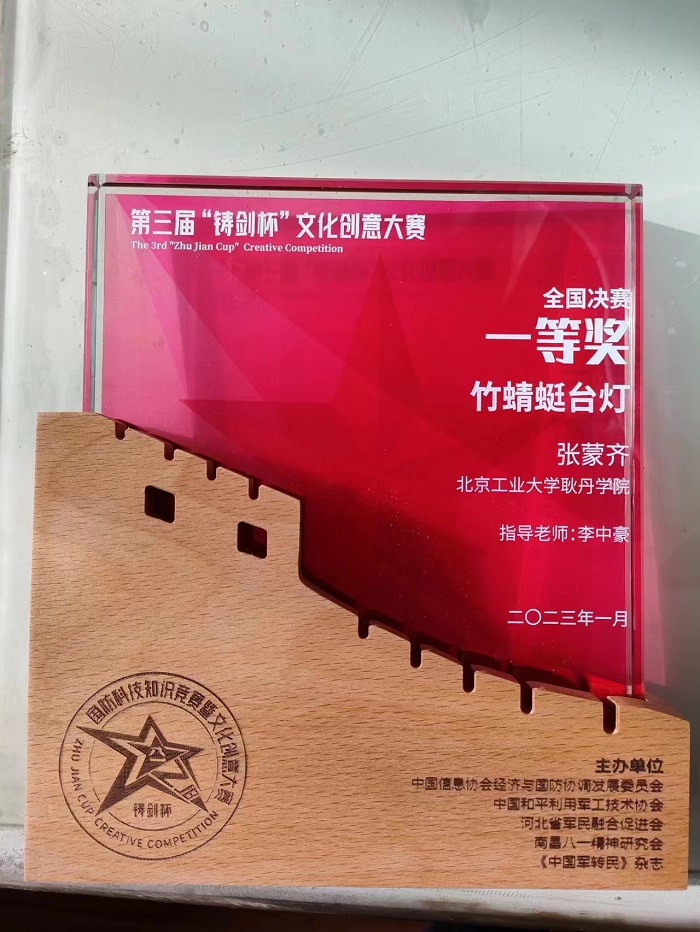 第三届“铸剑杯”文化创意大赛
The 3rd "Zhu Jian Cup" Creative Competition
全国决赛
一等奖
竹蜻蜓台灯
张蒙齐
北京工业大学耿丹学院
指导老师：李中豪
二〇二三年一月
国防科技知识竞赛暨文化创意大赛
八一
铸剑杯
ZHU JIAN CUP CREATIVE COMPETITION
主办单位
中国信息协会经济与国防协调发展委员会
中国和平利用军工技术协会
河北省军民融合促进会
南昌八一精神研究会
《中国军转民》杂志